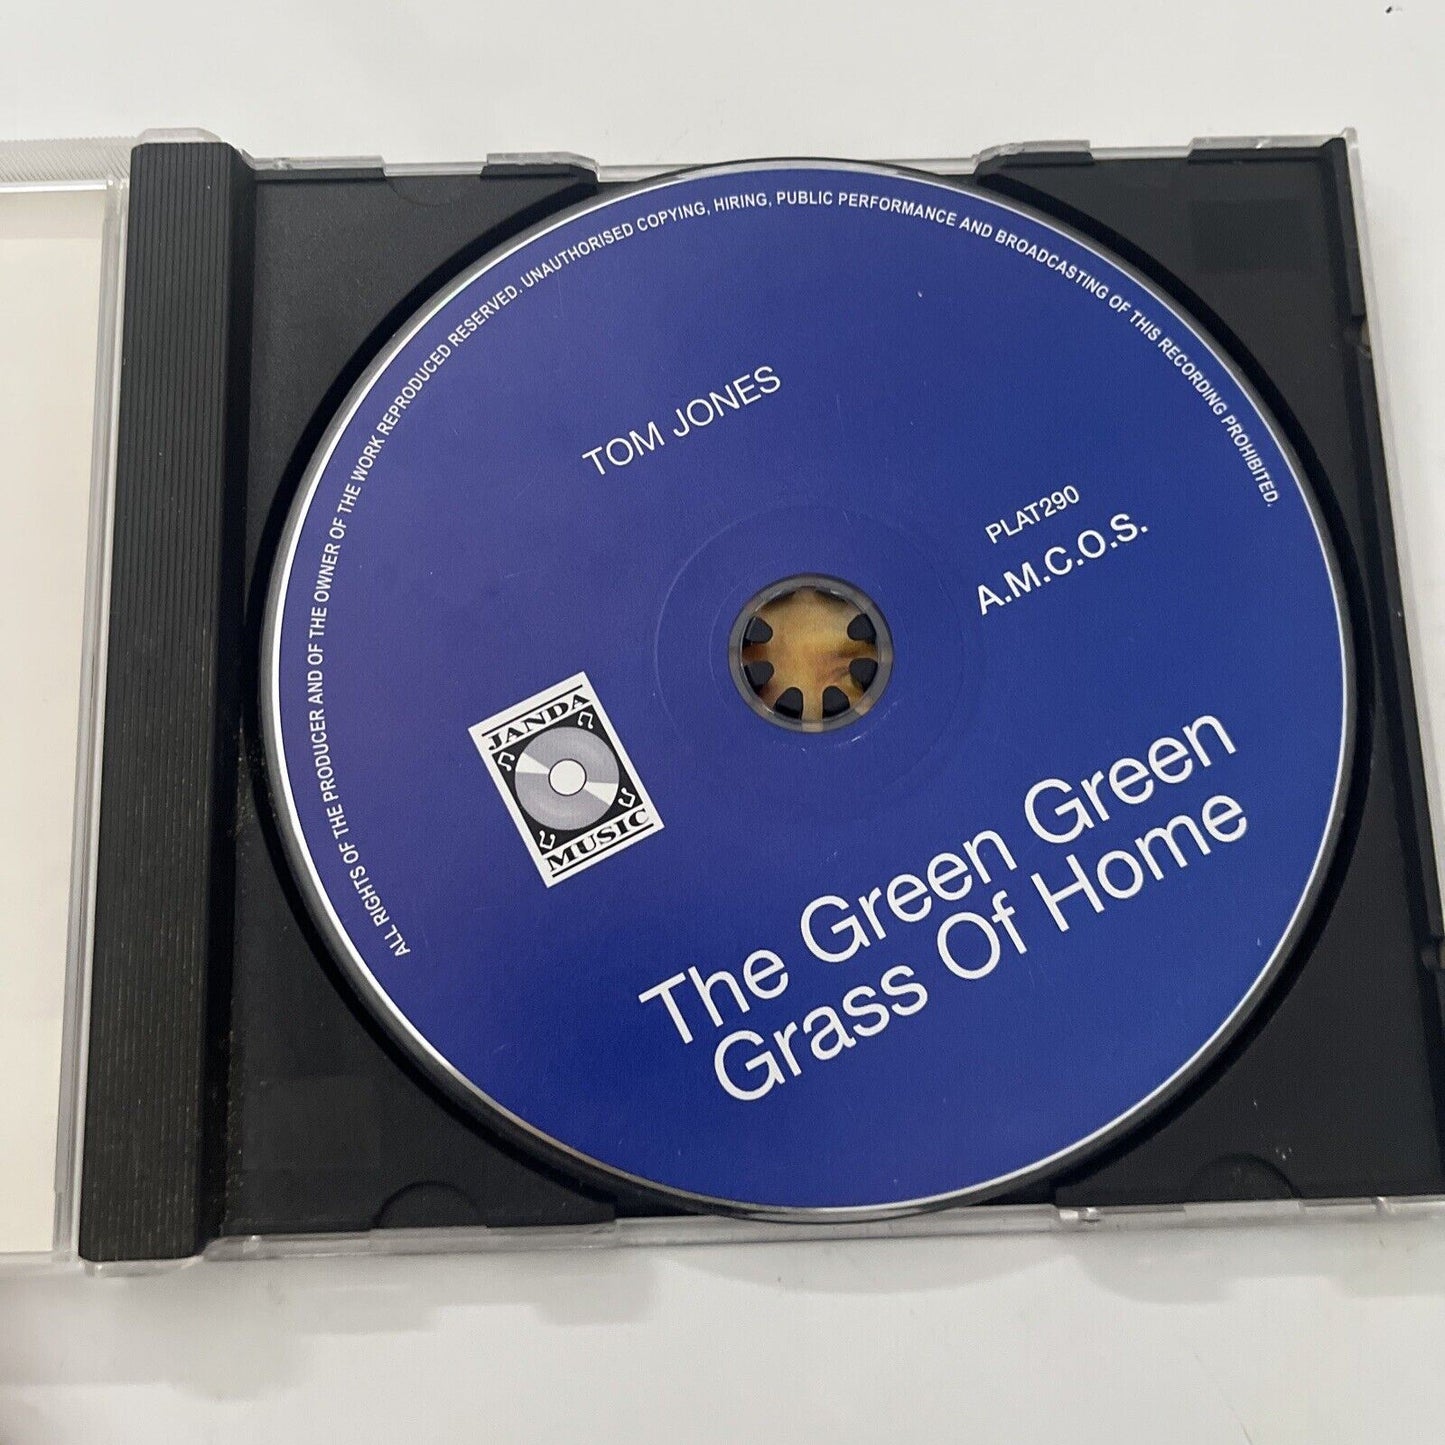 ALL RIGHTS OF THE PRODUCER AND OF THE OWNER OF THE WORK REPRODUCED RESERVED. UNAUTHORISED COPYING, HIRING, PUBLIC PERFORMANCE AND BROADCASTING OF THIS RECORDING PROHIBITED.
TOM JONES
PLAT290
A.M.C.O.S.
JANDA
MUSIC
The Green Green
Grass Of Home